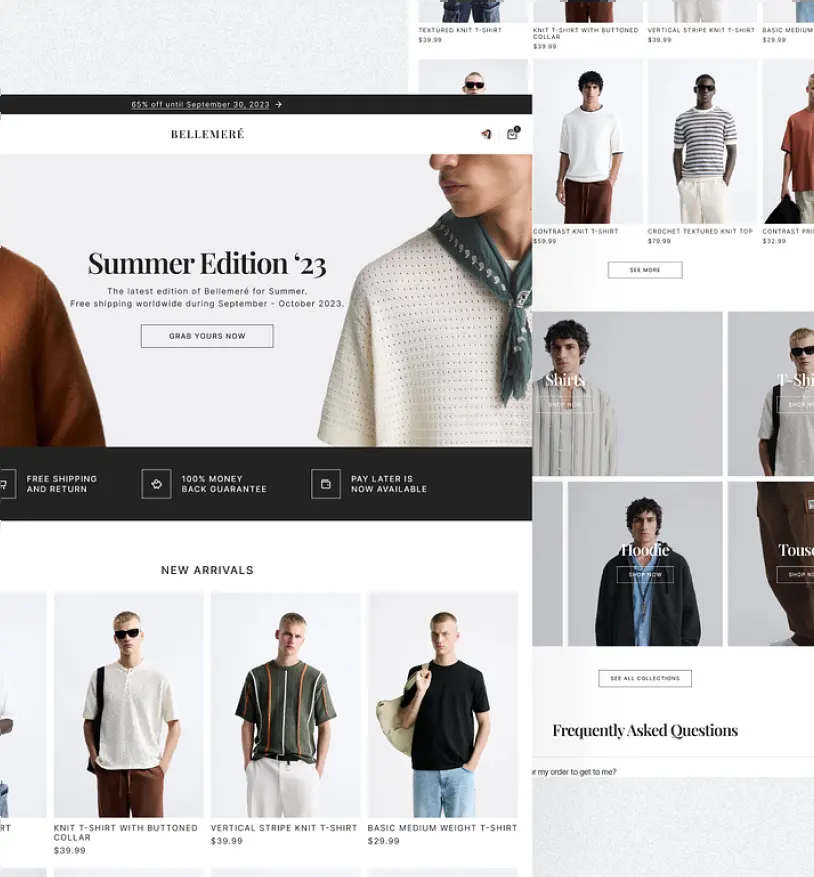 TEXTURED KNIT T-SHIRT
$39.99
KNIT T-SHIRT WITH BUTTONED
COLLAR
$39.99
VERTICAL STRIPE KNIT T-SHIRT
$39.99
BASIC MEDIUM
$29.99
65% off until September 30, 2023 →
BELLEMERÉ
Summer Edition ‘23
The latest edition of Bellemeré for Summer.
Free shipping worldwide during September - October 2023.
GRAB YOURS NOW
FREE SHIPPING
AND RETURN
100% MONEY
BACK GUARANTEE
PAY LATER IS
NOW AVAILABLE
NEW ARRIVALS
RT
KNIT T-SHIRT WITH BUTTONED
COLLAR
$39.99
VERTICAL STRIPE KNIT T-SHIRT
$39.99
BASIC MEDIUM WEIGHT T-SHIRT
$29.99
CONTRAST KNIT T-SHIRT
$59.99
CROCHET TEXTURED KNIT TOP
$79.99
CONTRAST PRI
$32.99
SEE MORE
Shirts
SHOP NOW
T-Shi
SHOP N
Hoodie
SHOP NOW
Touse
SHOP NO
SEE ALL COLLECTIONS
Frequently Asked Questions
r my order to get to me?